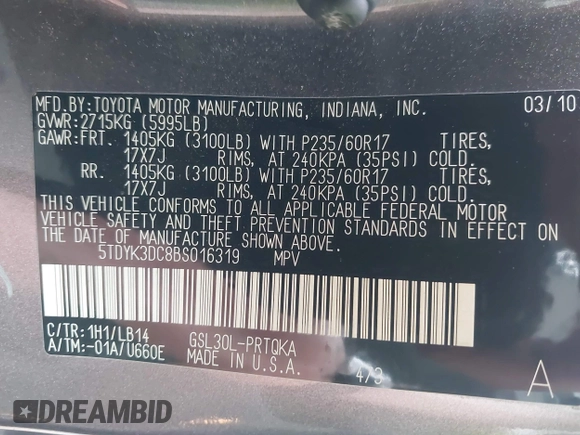 MFD.BY:TOYOTA MOTOR MANUFACTURING, INDIANA, INC. 03/10
GVWR:2715KG (5995LB)
GAWR:FRT. 1405KG (3100LB) WITH P235/60R17 TIRES,
17X7J RIMS, AT 240KPA (35PSI) COLD.
RR. 1405KG (3100LB) WITH P235/60R17 TIRES,
17X7J RIMS, AT 240KPA (35PSI) COLD.
THIS VEHICLE CONFORMS TO ALL APPLICABLE FEDERAL MOTOR
VEHICLE SAFETY AND THEFT PREVENTION STANDARDS IN EFFECT
ON THE DATE OF MANUFACTURE SHOWN ABOVE.
5TDYK3DC8BS016319 MPV
C/TR:1H1/LB14 GSL30L-PRTQKA
A/TM:-01A/U660E MADE IN U.S.A. 4/3 A
DREAMBID